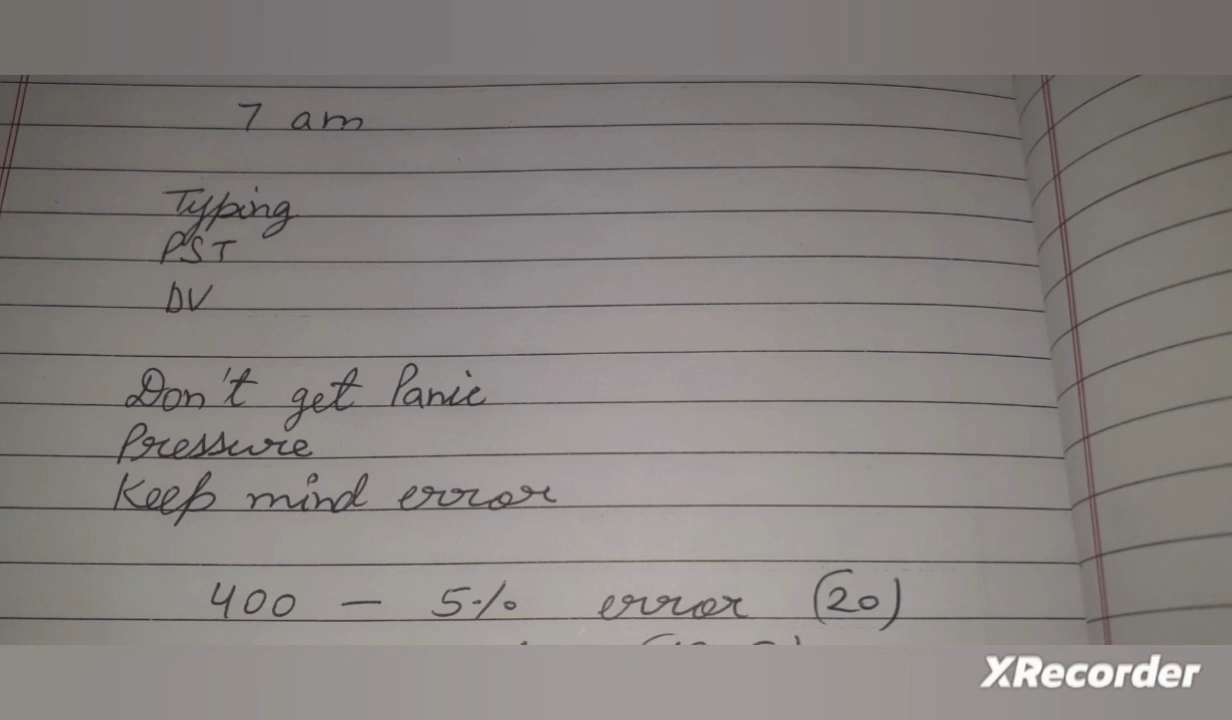 7 am
Typing
PST
DV
Don't get Panic
Pressure
Keep mind error
400 — 5% error (20)
XRecorder